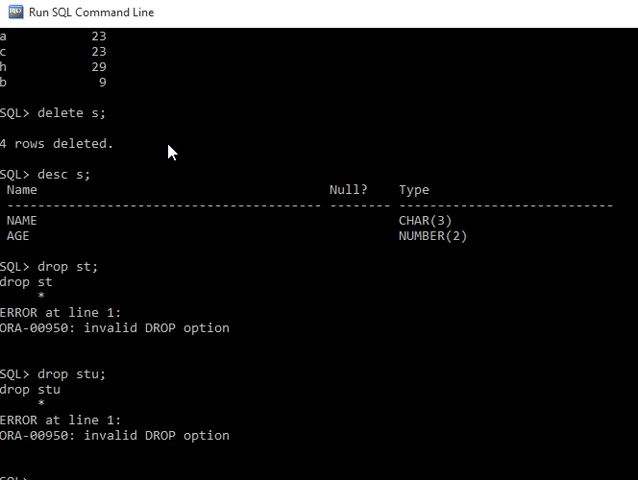 Run SQL Command Line
a 23
c 23
h 29
b 9
SQL> delete s;
4 rows deleted.
SQL> desc s;
Name Null? Type
----------------------------------------- -------- ----------------------------
NAME CHAR(3)
AGE NUMBER(2)
SQL> drop st;
drop st
*
ERROR at line 1:
ORA-00950: invalid DROP option
SQL> drop stu;
drop stu
*
ERROR at line 1:
ORA-00950: invalid DROP option
SQL>